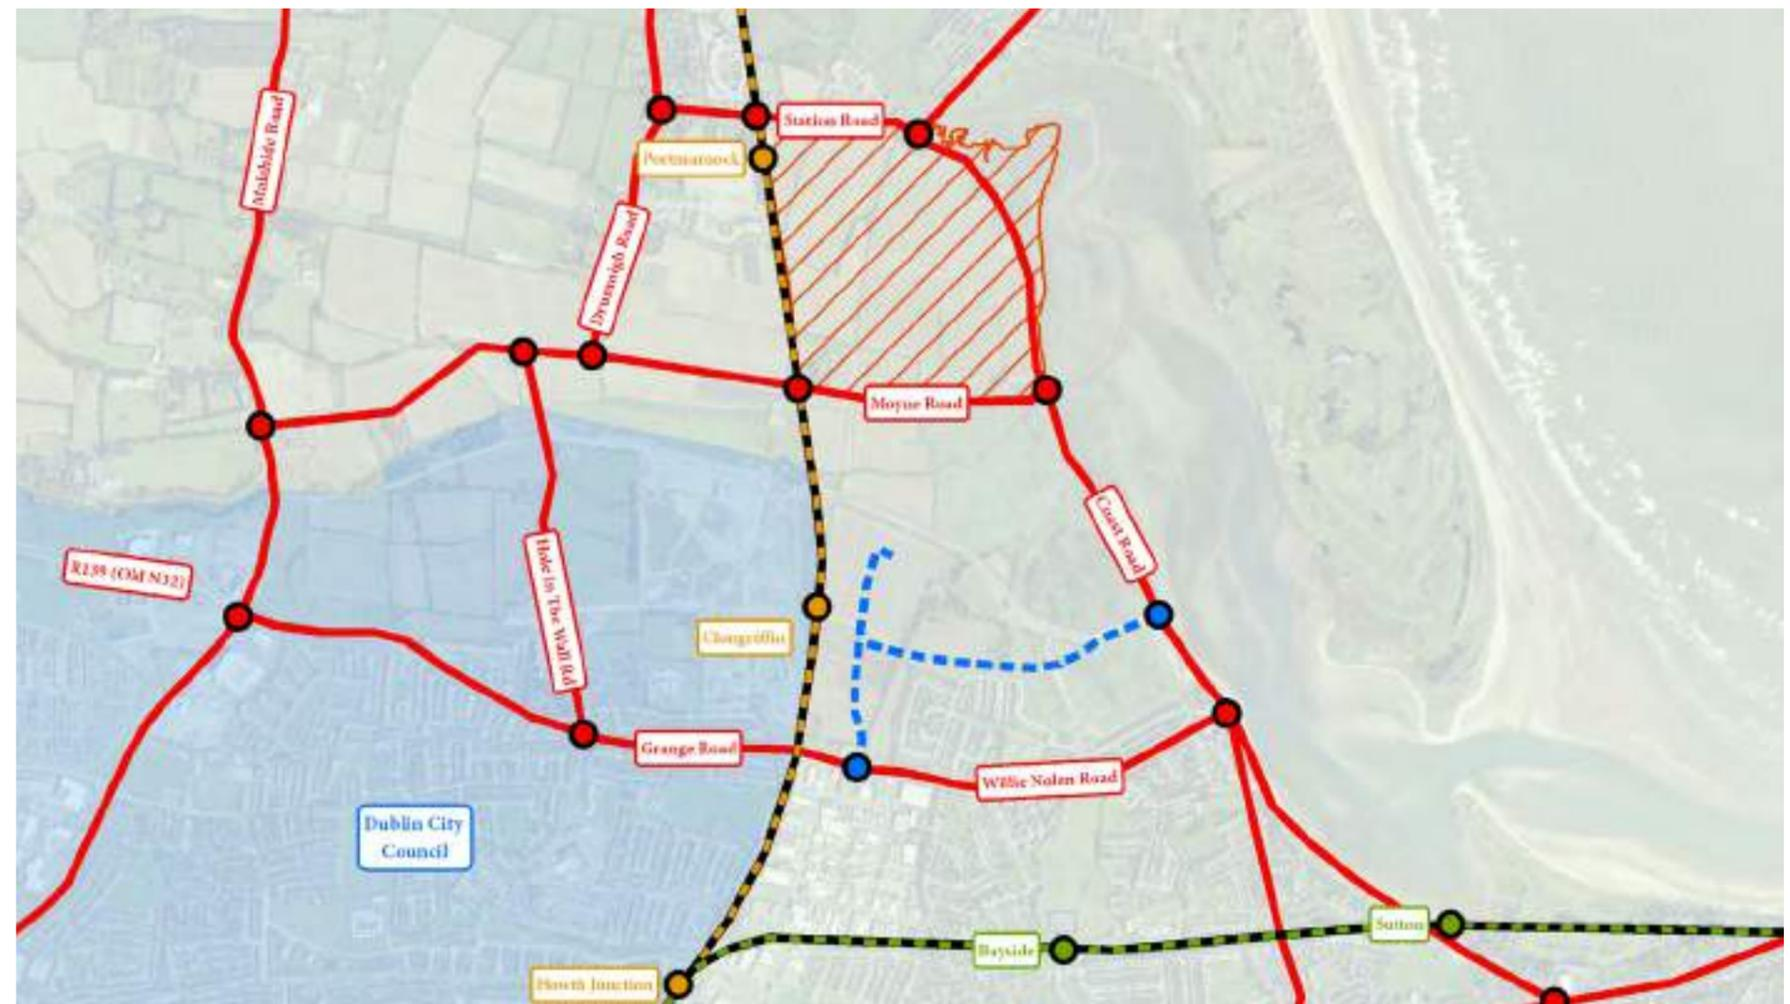 Malahide Road
Station Road
Portmarnock
Drumnigh Road
Moyne Road
Coast Road
R139 (Old N32)
Hole In The Wall Rd
Clongriffin
Grange Road
Willie Nolan Road
Dublin City
Council
Sutton
Bayside
Howth Junction